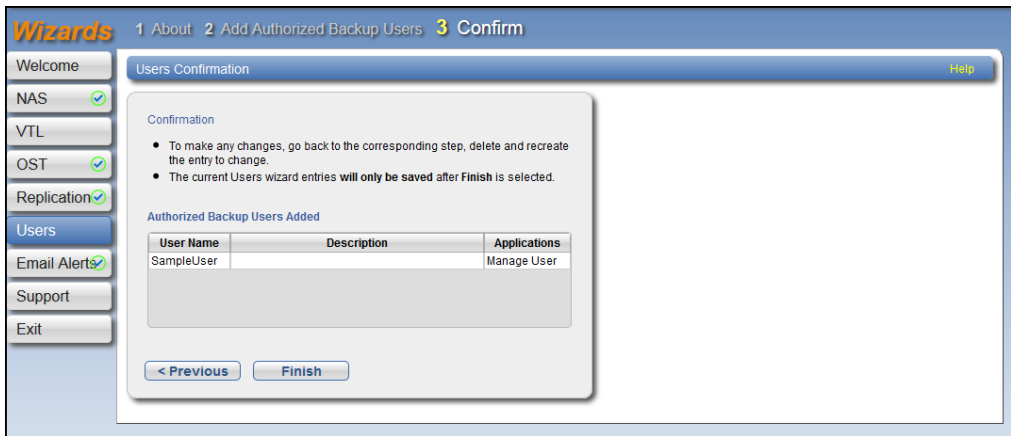 Wizards
1 About 2 Add Authorized Backup Users 3 Confirm
Welcome
NAS
VTL
OST
Replication
Users
Email Alerts
Support
Exit
Users Confirmation Help
Confirmation
• To make any changes, go back to the corresponding step, delete and recreate
the entry to change.
• The current Users wizard entries will only be saved after Finish is selected.
Authorized Backup Users Added
User Name Description Applications
SampleUser Manage User
< Previous Finish